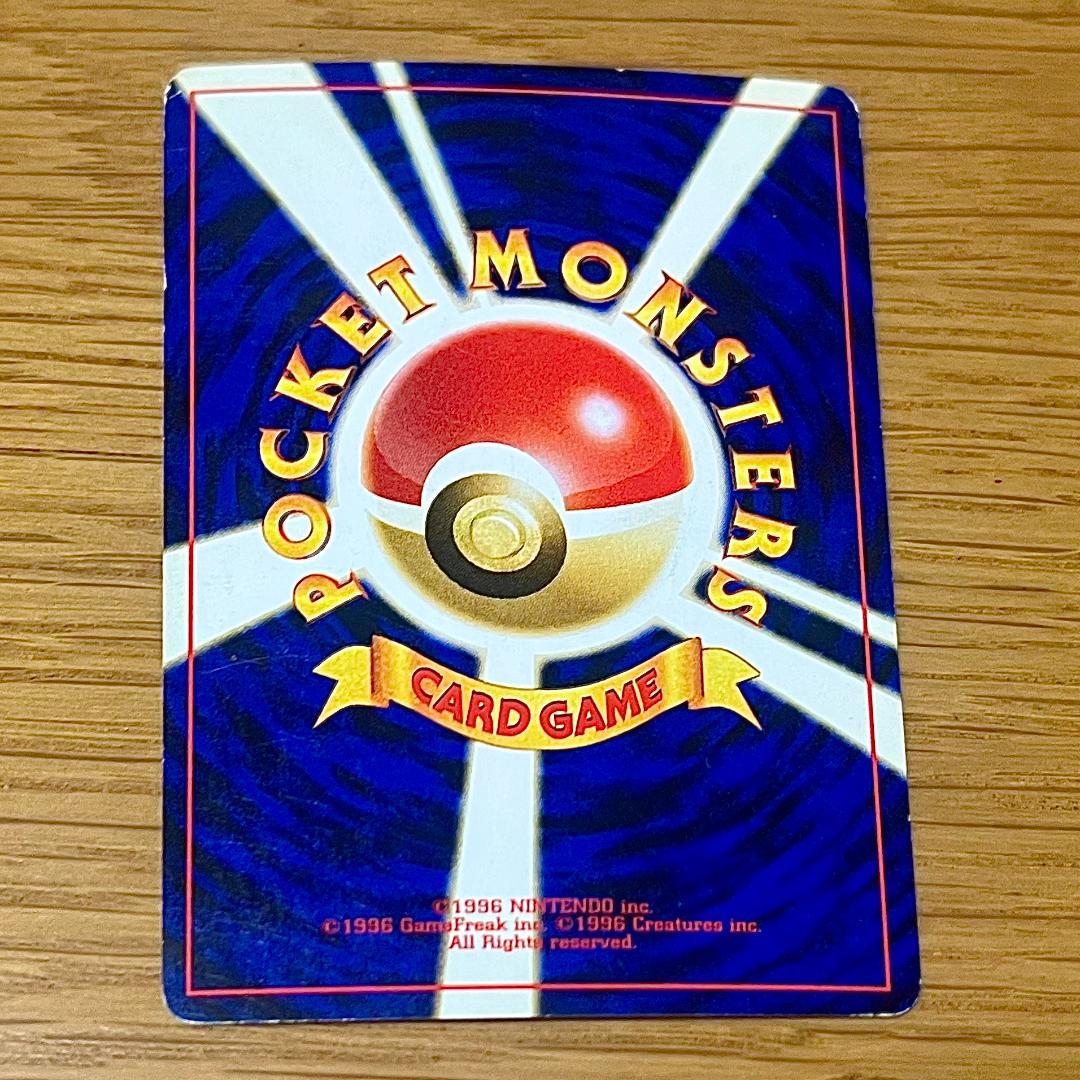 POCKET MONSTERS
CARD GAME
©1996 NINTENDO inc.
©1996 GameFreak inc. ©1996 Creatures inc.
All Rights reserved.